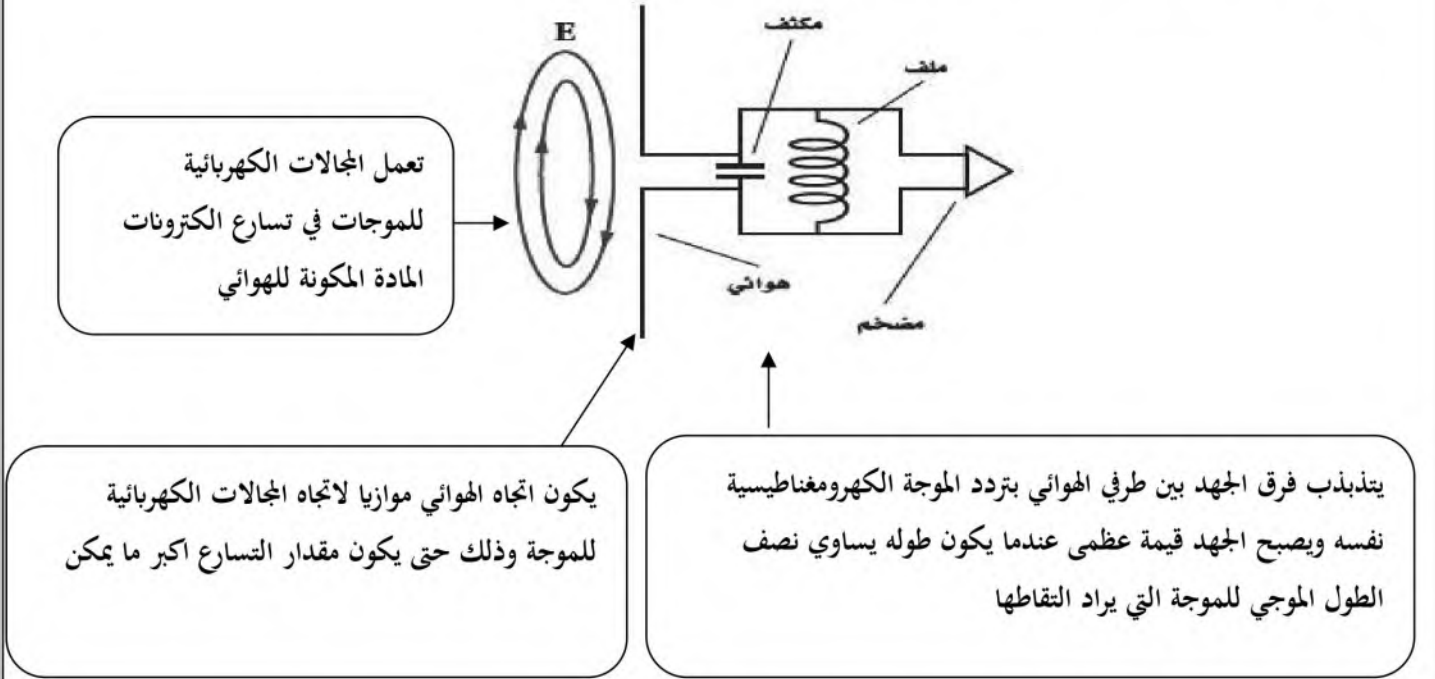 E
مكثف
ملف
تعمل المجالات الكهربائية
للموجات في تسارع الكترونات
المادة المكونة للهوائي
هوائي
مضخم
يتذبذب فرق الجهد بين طرفي الهوائي بتردد الموجة الكهرومغناطيسية
نفسه ويصبح الجهد قيمة عظمى عندما يكون طوله يساوي نصف
الطول الموجي للموجة التي يراد التقاطها
يكون اتجاه الهوائي موازيا لاتجاه المجالات الكهربائية
للموجة وذلك حتى يكون مقدار التسارع اكبر ما يمكن